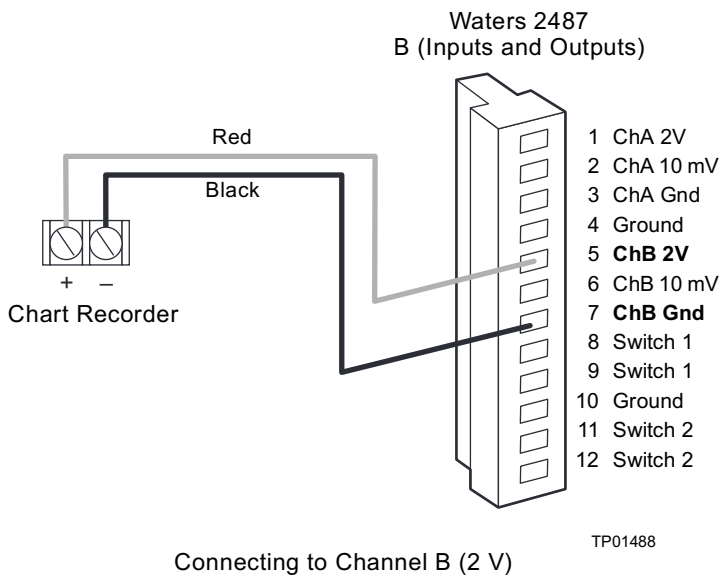 Waters 2487
B (Inputs and Outputs)
Red
Black
+ –
Chart Recorder
1 ChA 2V
2 ChA 10 mV
3 ChA Gnd
4 Ground
5 ChB 2V
6 ChB 10 mV
7 ChB Gnd
8 Switch 1
9 Switch 1
10 Ground
11 Switch 2
12 Switch 2
TP01488
Connecting to Channel B (2 V)